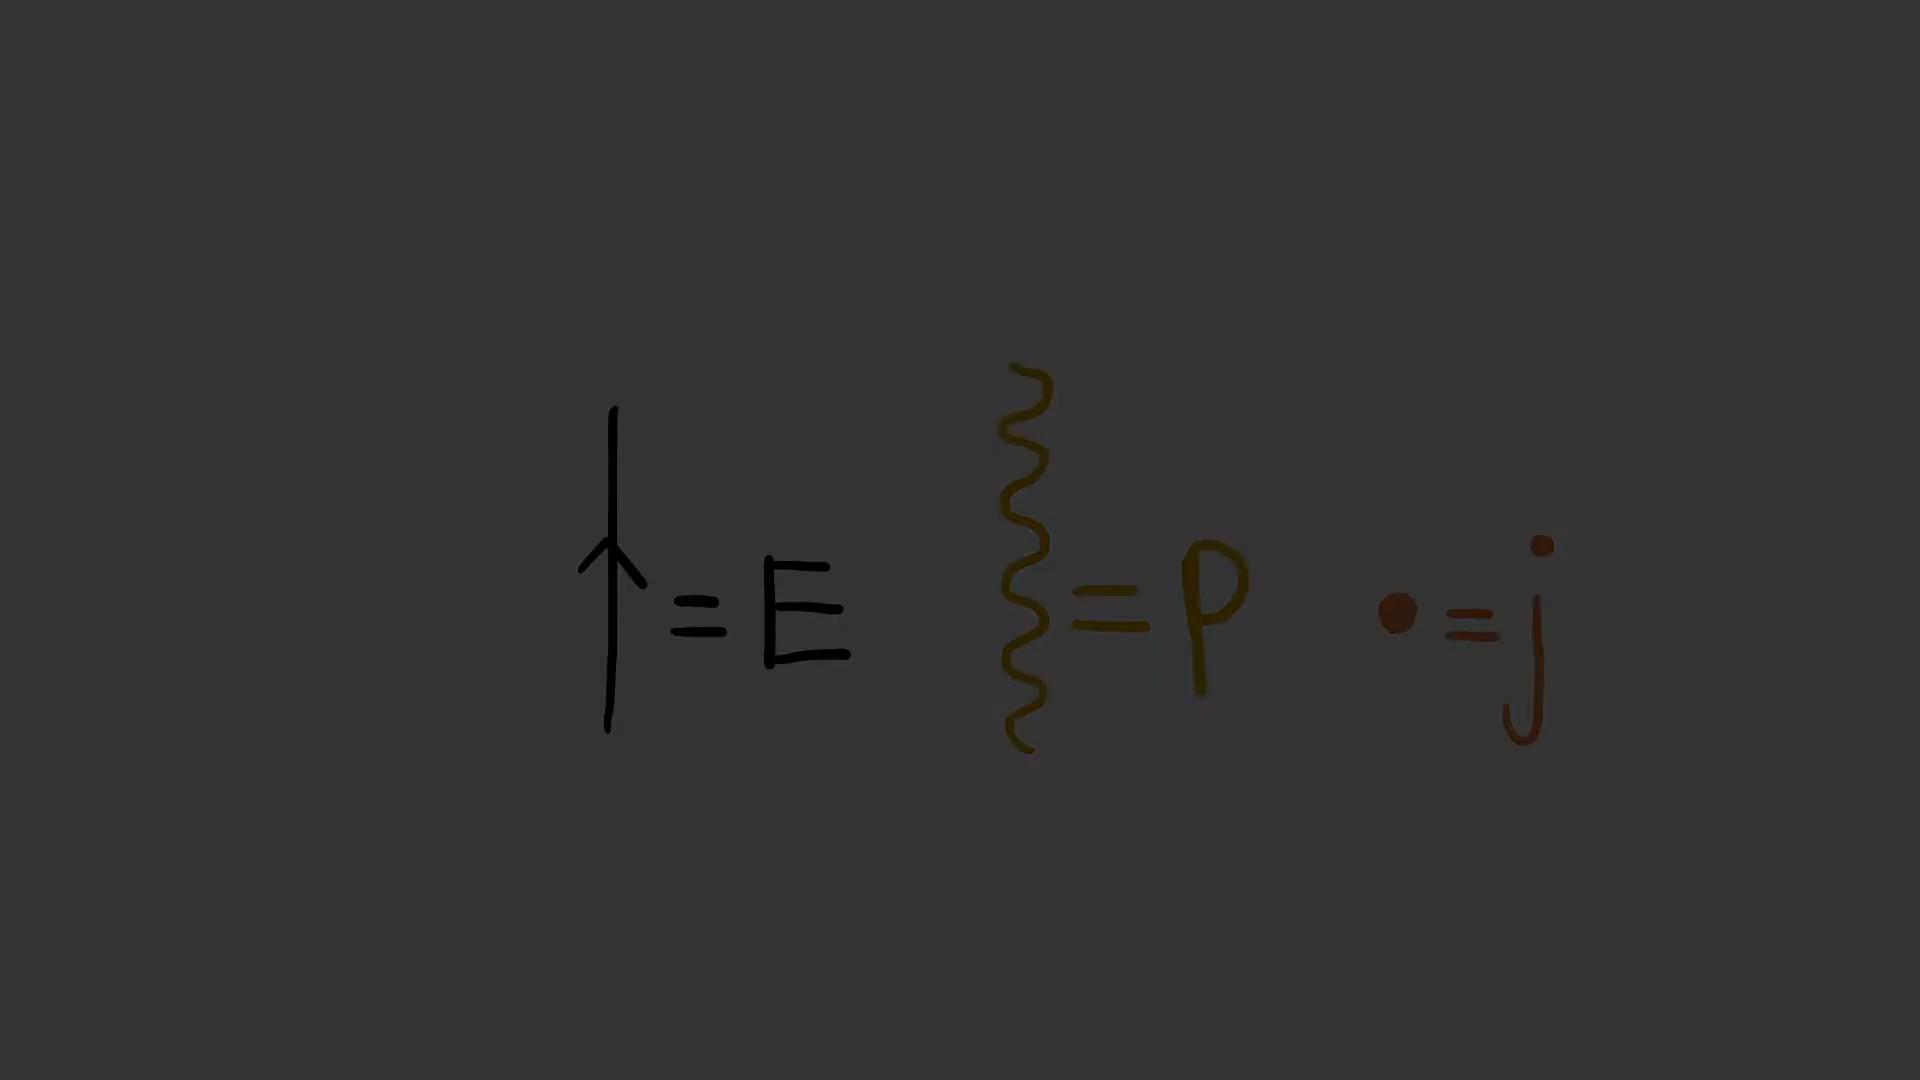 = E = P = j